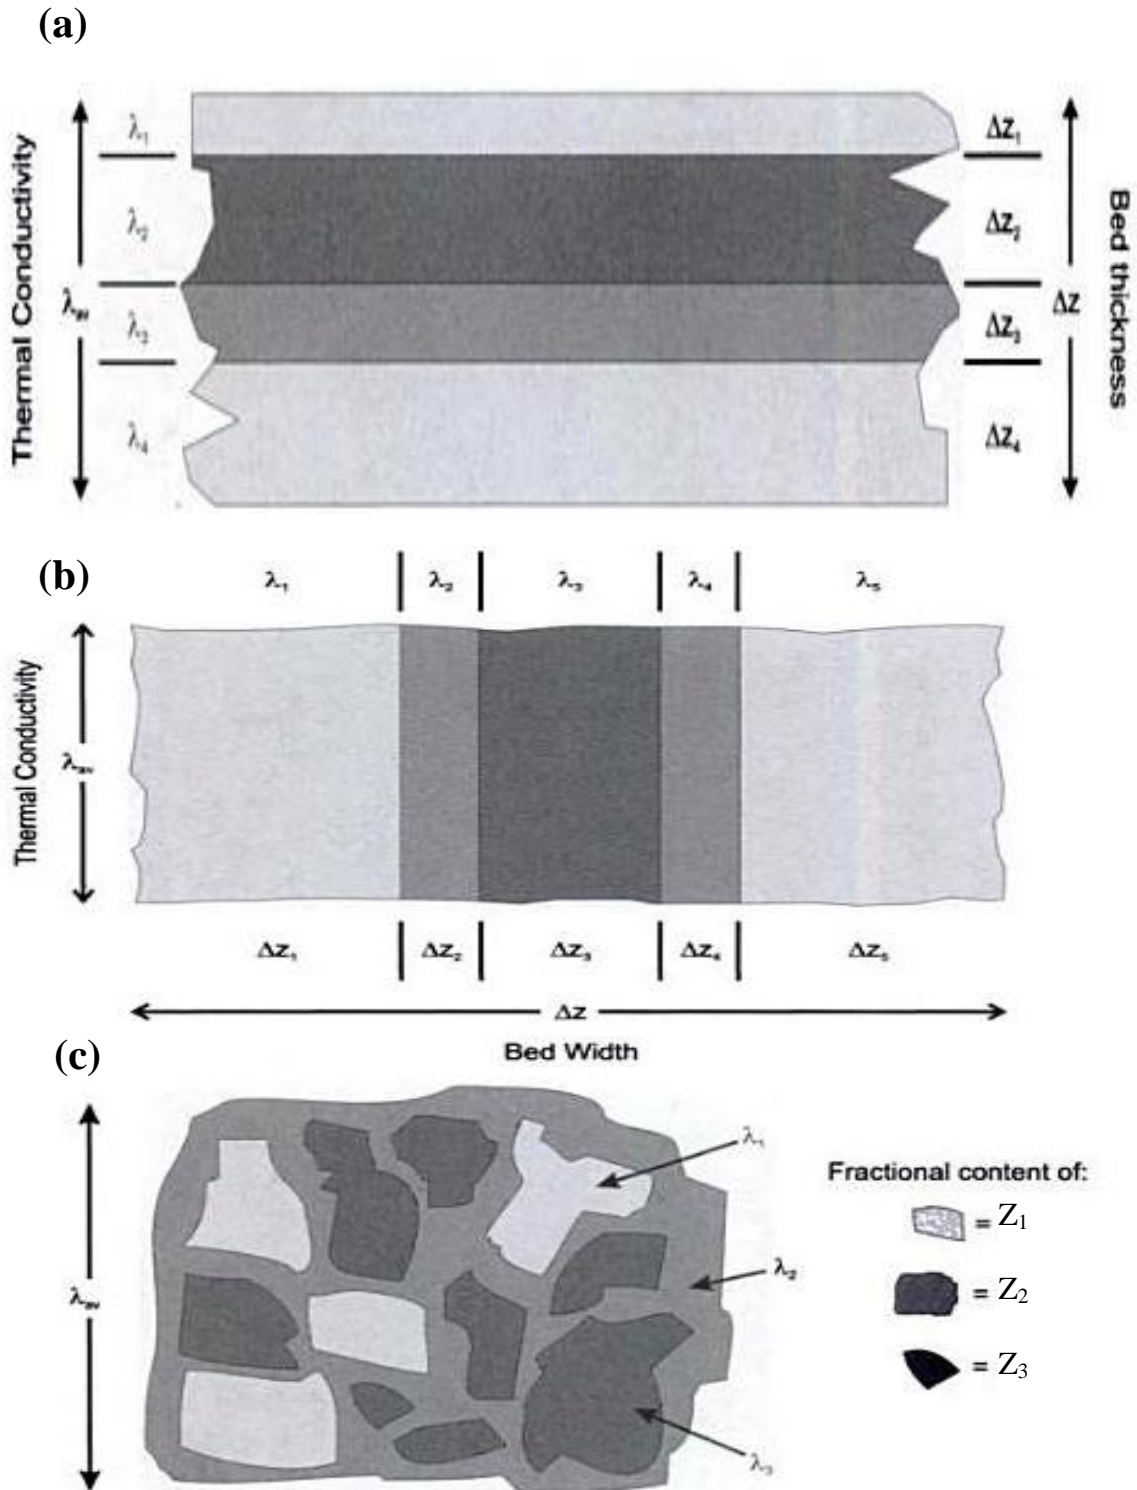 (a)
Thermal Conductivity
λ₁
λ₂
λ₃
λ₄
ΔZ₁
ΔZ₂
ΔZ₃
ΔZ₄
ΔZ
Bed thickness
(b)
λ₁ λ₂ λ₃ λ₄ λ₅
Thermal Conductivity
λₐᵥ
ΔZ₁ ΔZ₂ ΔZ₃ ΔZ₄ ΔZ₅
ΔZ
Bed Width
(c)
λₐᵥ
λ₁
λ₂
λ₃
Fractional content of:
= Z₁
= Z₂
= Z₃